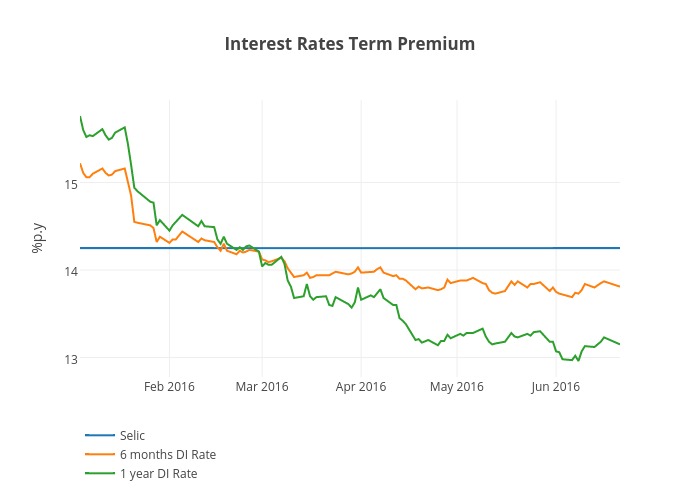 Interest Rates Term Premium
%p.y
15
14
13
Feb 2016
Mar 2016
Apr 2016
May 2016
Jun 2016
Selic
6 months DI Rate
1 year DI Rate